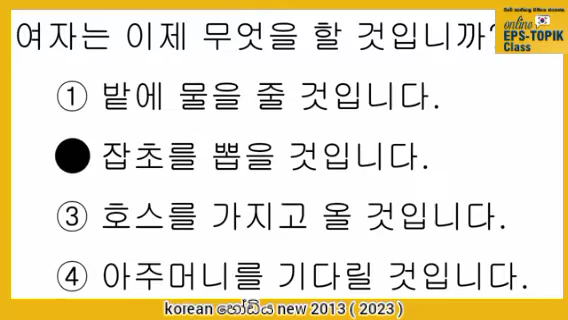 여자는 이제 무엇을 할 것입니까?
① 밭에 물을 줄 것입니다.
● 잡초를 뽑을 것입니다.
③ 호스를 가지고 올 것입니다.
④ 아주머니를 기다릴 것입니다.
online
EPS-TOPIK
Class
korean හෝඩිය new 2013 ( 2023 )